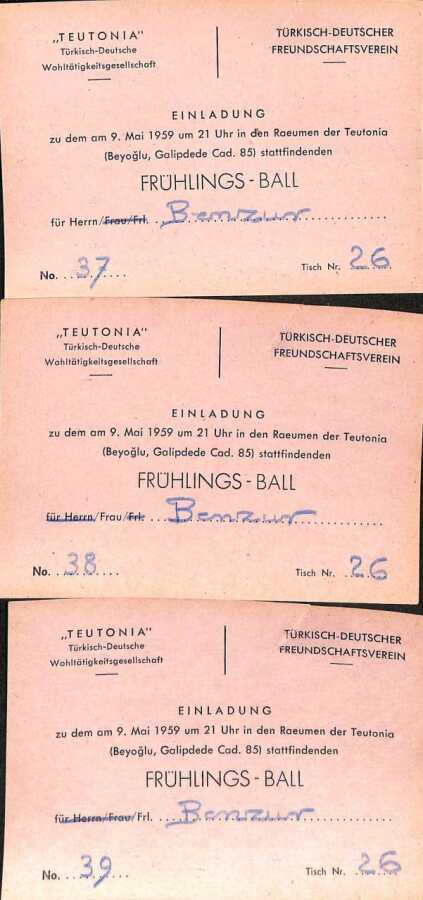 „TEUTONIA"
Türkisch-Deutsche
Wohltätigkeitsgesellschaft
TÜRKISCH-DEUTSCHER
FREUNDSCHAFTSVEREIN
EINLADUNG
zu dem am 9. Mai 1959 um 21 Uhr in den Raeumen der Teutonia
(Beyoğlu, Galipdede Cad. 85) stattfindenden
FRÜHLINGS - BALL
für Herrn/Frau/Frl. Benzur
No. 37
Tisch Nr. 26
„TEUTONIA"
Türkisch-Deutsche
Wohltätigkeitsgesellschaft
TÜRKISCH-DEUTSCHER
FREUNDSCHAFTSVEREIN
EINLADUNG
zu dem am 9. Mai 1959 um 21 Uhr in den Raeumen der Teutonia
(Beyoğlu, Galipdede Cad. 85) stattfindenden
FRÜHLINGS - BALL
für Herrn/Frau/Frl. Benzur
No. 38
Tisch Nr. 26
„TEUTONIA"
Türkisch-Deutsche
Wohltätigkeitsgesellschaft
TÜRKISCH-DEUTSCHER
FREUNDSCHAFTSVEREIN
EINLADUNG
zu dem am 9. Mai 1959 um 21 Uhr in den Raeumen der Teutonia
(Beyoğlu, Galipdede Cad. 85) stattfindenden
FRÜHLINGS - BALL
für Herrn/Frau/Frl. Benzur
No. 39
Tisch Nr. 26